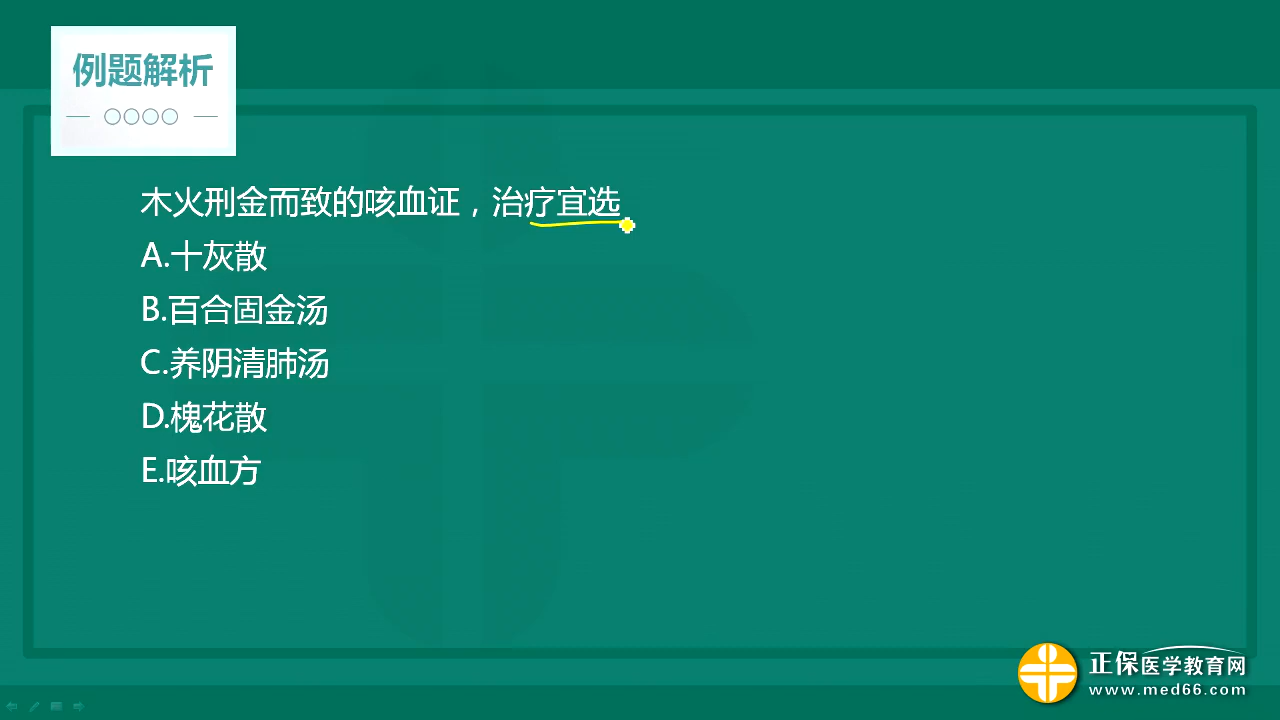 例题解析
木火刑金而致的咳血证，治疗宜选
A.十灰散
B.百合固金汤
C.养阴清肺汤
D.槐花散
E.咳血方
正保医学教育网
www.med66.com